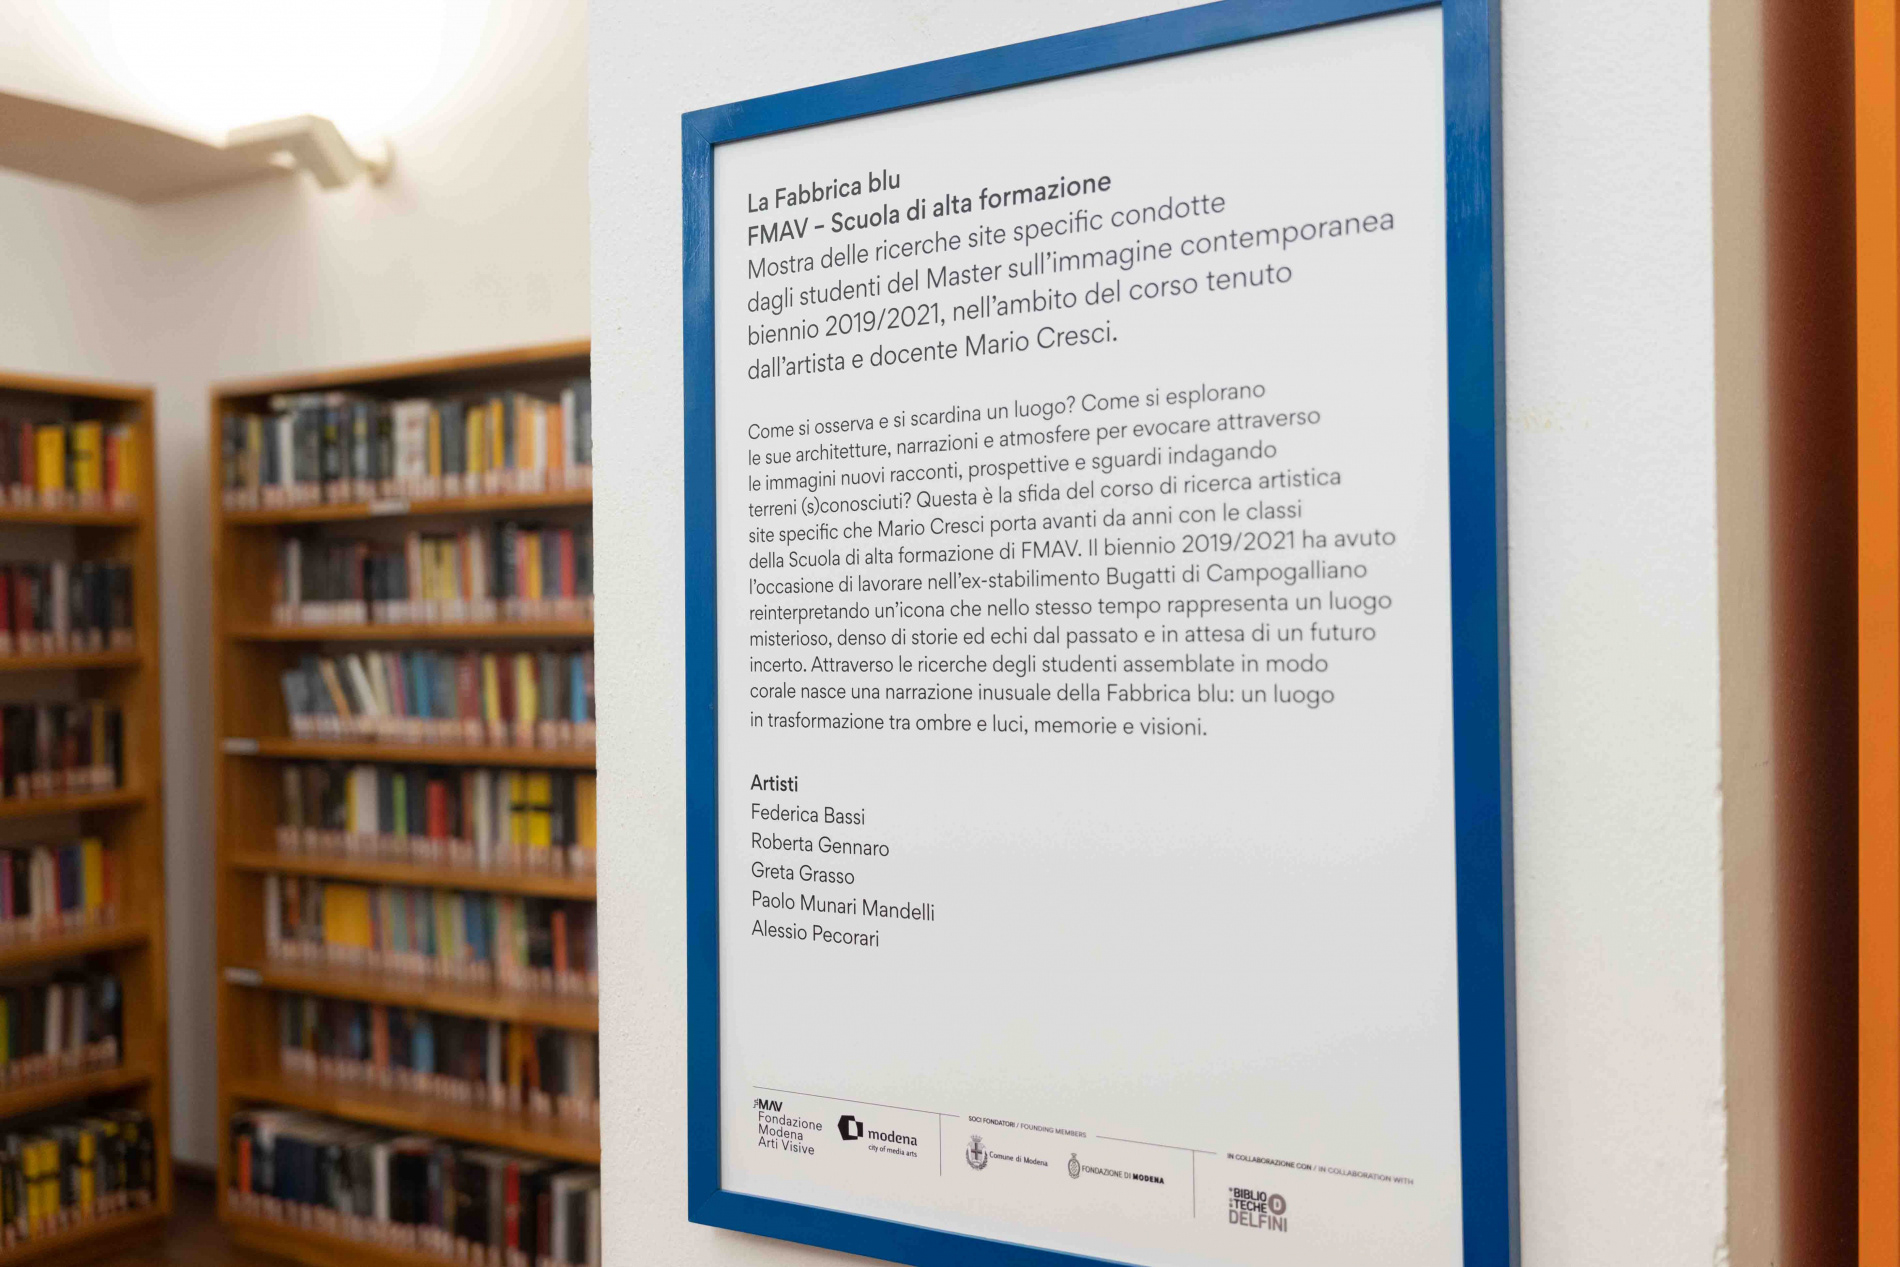 La Fabbrica blu
FMAV – Scuola di alta formazione
Mostra delle ricerche site specific condotte
dagli studenti del Master sull'immagine contemporanea
biennio 2019/2021, nell'ambito del corso tenuto
dall'artista e docente Mario Cresci.
Come si osserva e si scardina un luogo? Come si esplorano
le sue architetture, narrazioni e atmosfere per evocare attraverso
le immagini nuovi racconti, prospettive e sguardi indagando
terreni (s)conosciuti? Questa è la sfida del corso di ricerca artistica
site specific che Mario Cresci porta avanti da anni con le classi
della Scuola di alta formazione di FMAV. Il biennio 2019/2021 ha avuto
l'occasione di lavorare nell'ex-stabilimento Bugatti di Campogalliano
reinterpretando un'icona che nello stesso tempo rappresenta un luogo
misterioso, denso di storie ed echi dal passato e in attesa di un futuro
incerto. Attraverso le ricerche degli studenti assemblate in modo
corale nasce una narrazione inusuale della Fabbrica blu: un luogo
in trasformazione tra ombre e luci, memorie e visioni.
Artisti
Federica Bassi
Roberta Gennaro
Greta Grasso
Paolo Munari Mandelli
Alessio Pecorari
FMAV
Fondazione
Modena
Arti Visive
modena
city of media arts
SOCI FONDATORI / FOUNDING MEMBERS
Comune di Modena
FONDAZIONE DI MODENA
IN COLLABORAZIONE CON / IN COLLABORATION WITH
BIBLIO
TECHE D
DELFINI